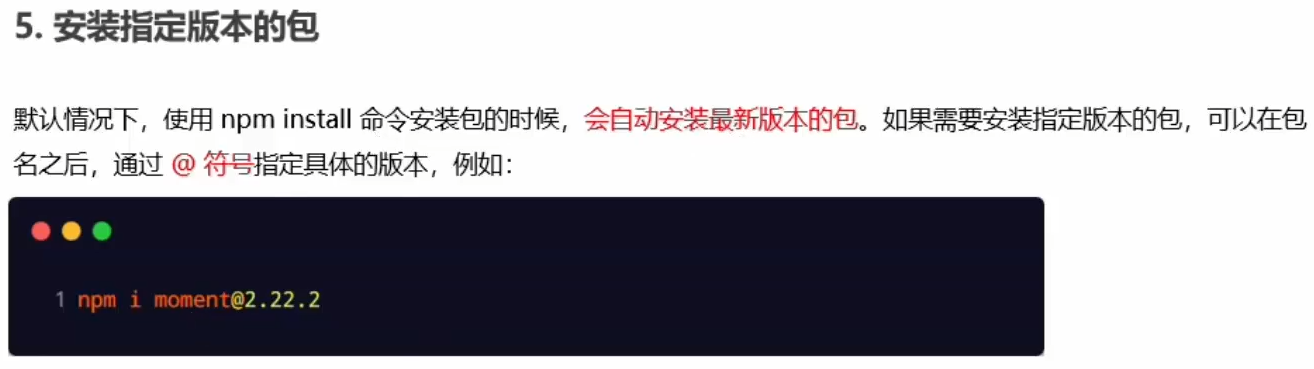 5. 安装指定版本的包
默认情况下，使用 npm install 命令安装包的时候，会自动安装最新版本的包。如果需要安装指定版本的包，可以在包
名之后，通过 @ 符号指定具体的版本，例如：
1 npm i moment@2.22.2